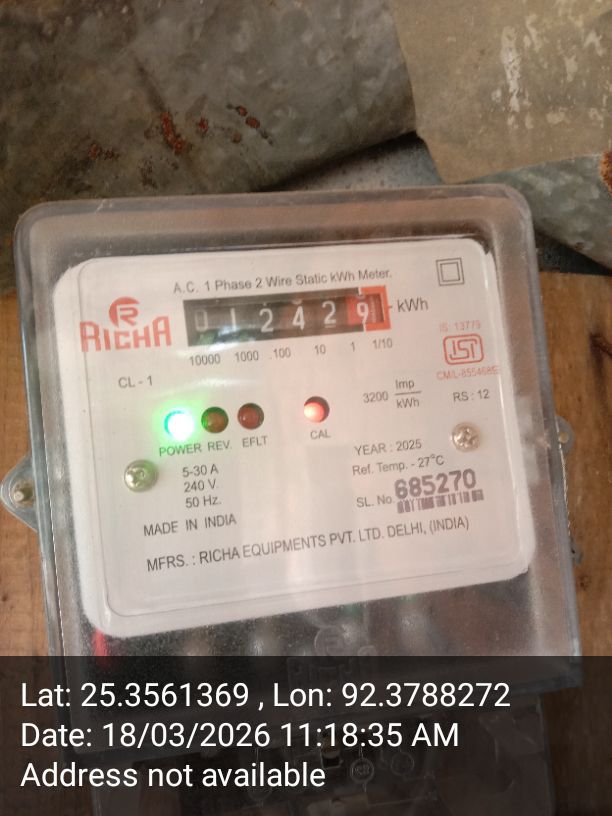 A.C. 1 Phase 2 Wire Static kWh Meter.
R
RICHA
0 1 2 4 2 9
kWh
10000 1000 100 10 1 1/10
IS: 13779
ISI
CM/L-8554686
CL - 1
3200 Imp/kWh
RS : 12
POWER REV. EFLT
CAL
5-30 A
240 V.
50 Hz.
YEAR : 2025
Ref. Temp. - 27°C
SL. No. 685270
MADE IN INDIA
MFRS. : RICHA EQUIPMENTS PVT. LTD. DELHI, (INDIA)
Lat: 25.3561369 , Lon: 92.3788272
Date: 18/03/2026 11:18:35 AM
Address not available